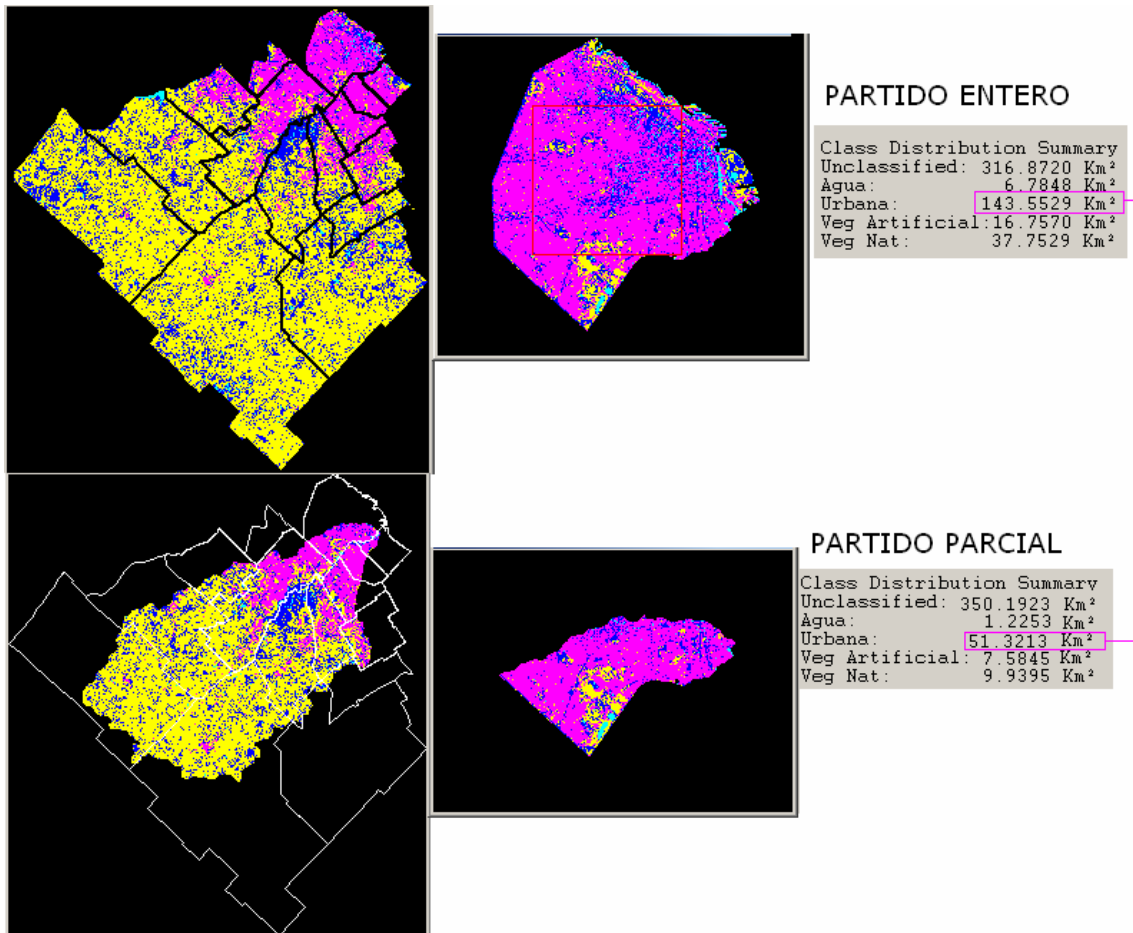 PARTIDO ENTERO
Class Distribution Summary
Unclassified: 316.8720 Km²
Agua: 6.7848 Km²
Urbana: 143.5529 Km²
Veg Artificial: 16.7570 Km²
Veg Nat: 37.7529 Km²
PARTIDO PARCIAL
Class Distribution Summary
Unclassified: 350.1923 Km²
Agua: 1.2253 Km²
Urbana: 51.3213 Km²
Veg Artificial: 7.5845 Km²
Veg Nat: 9.9395 Km²